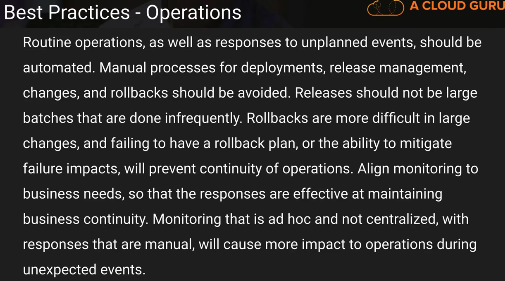 Best Practices - Operations
A CLOUD GURU
Routine operations, as well as responses to unplanned events, should be
automated. Manual processes for deployments, release management,
changes, and rollbacks should be avoided. Releases should not be large
batches that are done infrequently. Rollbacks are more difficult in large
changes, and failing to have a rollback plan, or the ability to mitigate
failure impacts, will prevent continuity of operations. Align monitoring to
business needs, so that the responses are effective at maintaining
business continuity. Monitoring that is ad hoc and not centralized, with
responses that are manual, will cause more impact to operations during
unexpected events.